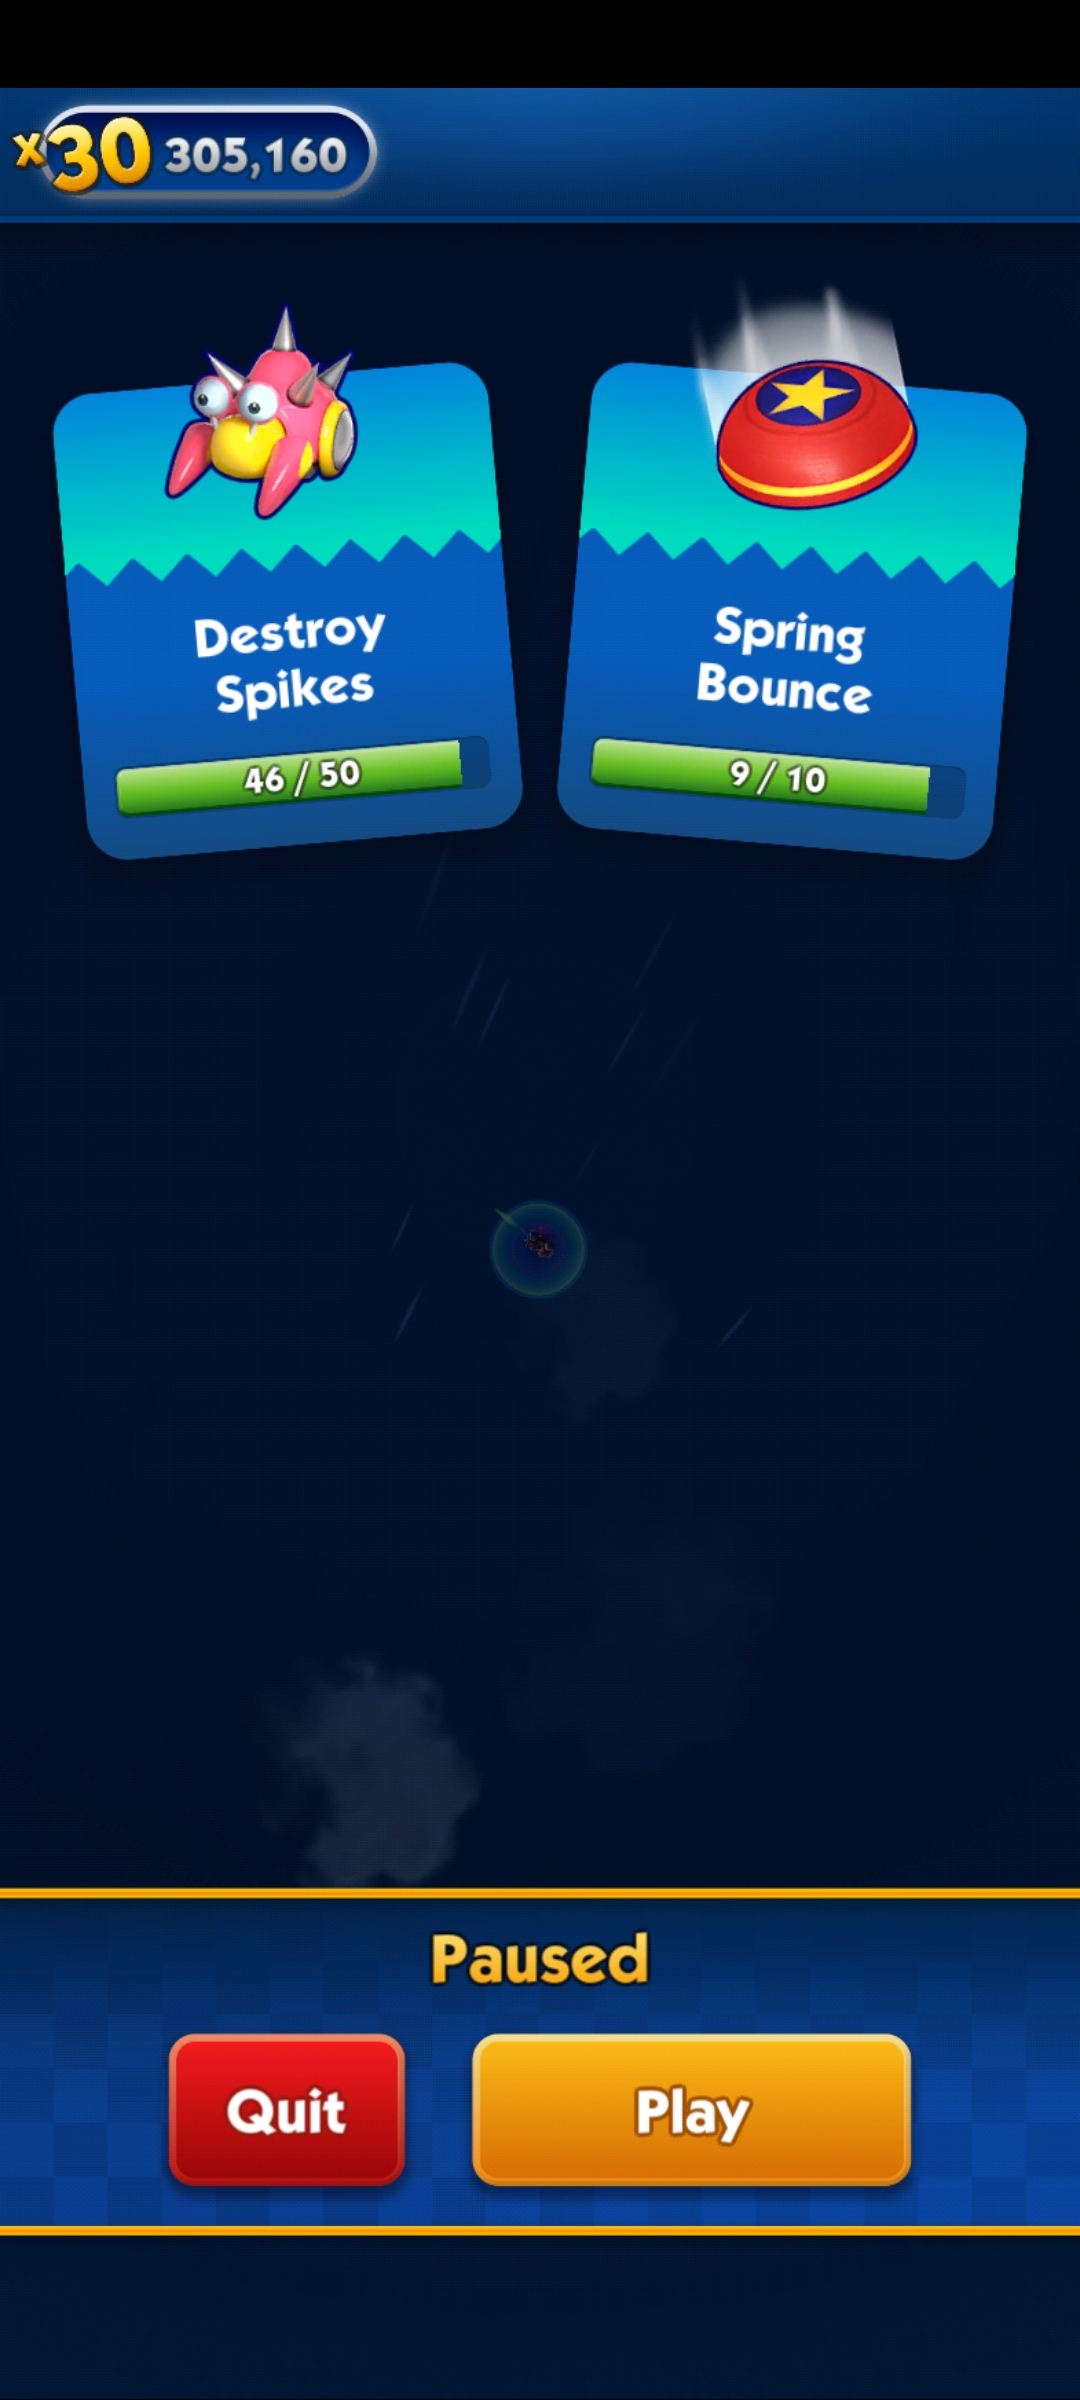 x30 305,160
Destroy
Spikes
46 / 50
Spring
Bounce
9 / 10
Paused
Quit
Play